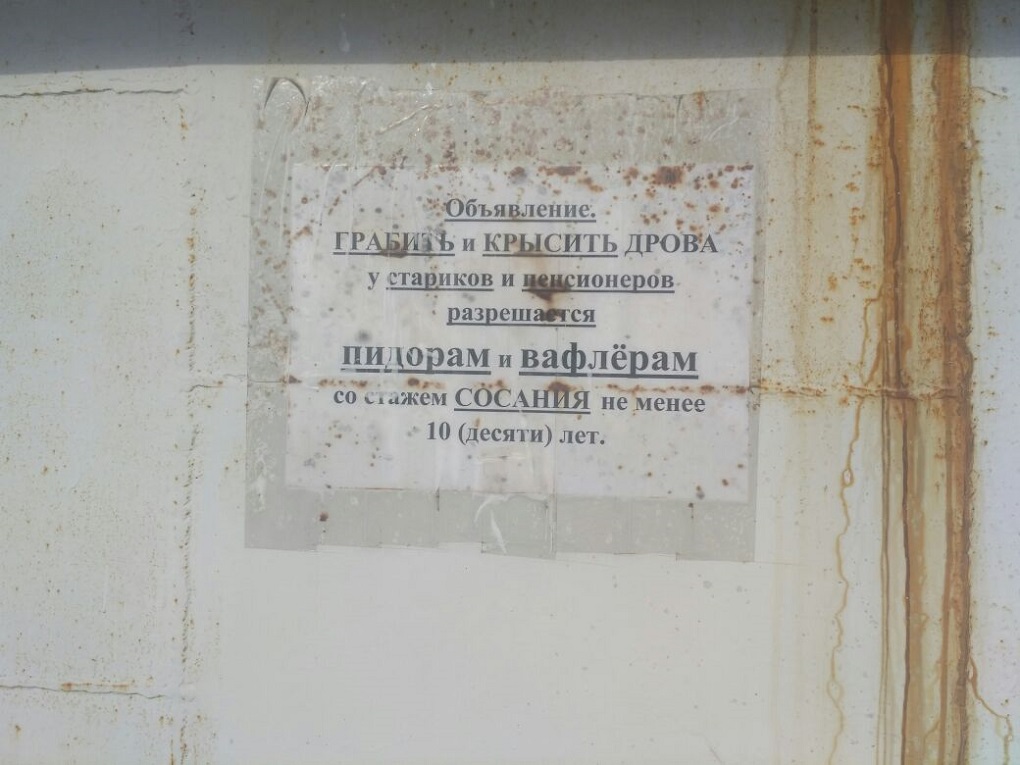 Объявление.
ГРАБИТЬ и КРЫСИТЬ ДРОВА
у стариков и пенсионеров
разрешается
пидорам и вафлёрам
со стажем СОСАНИЯ не менее
10 (десяти) лет.